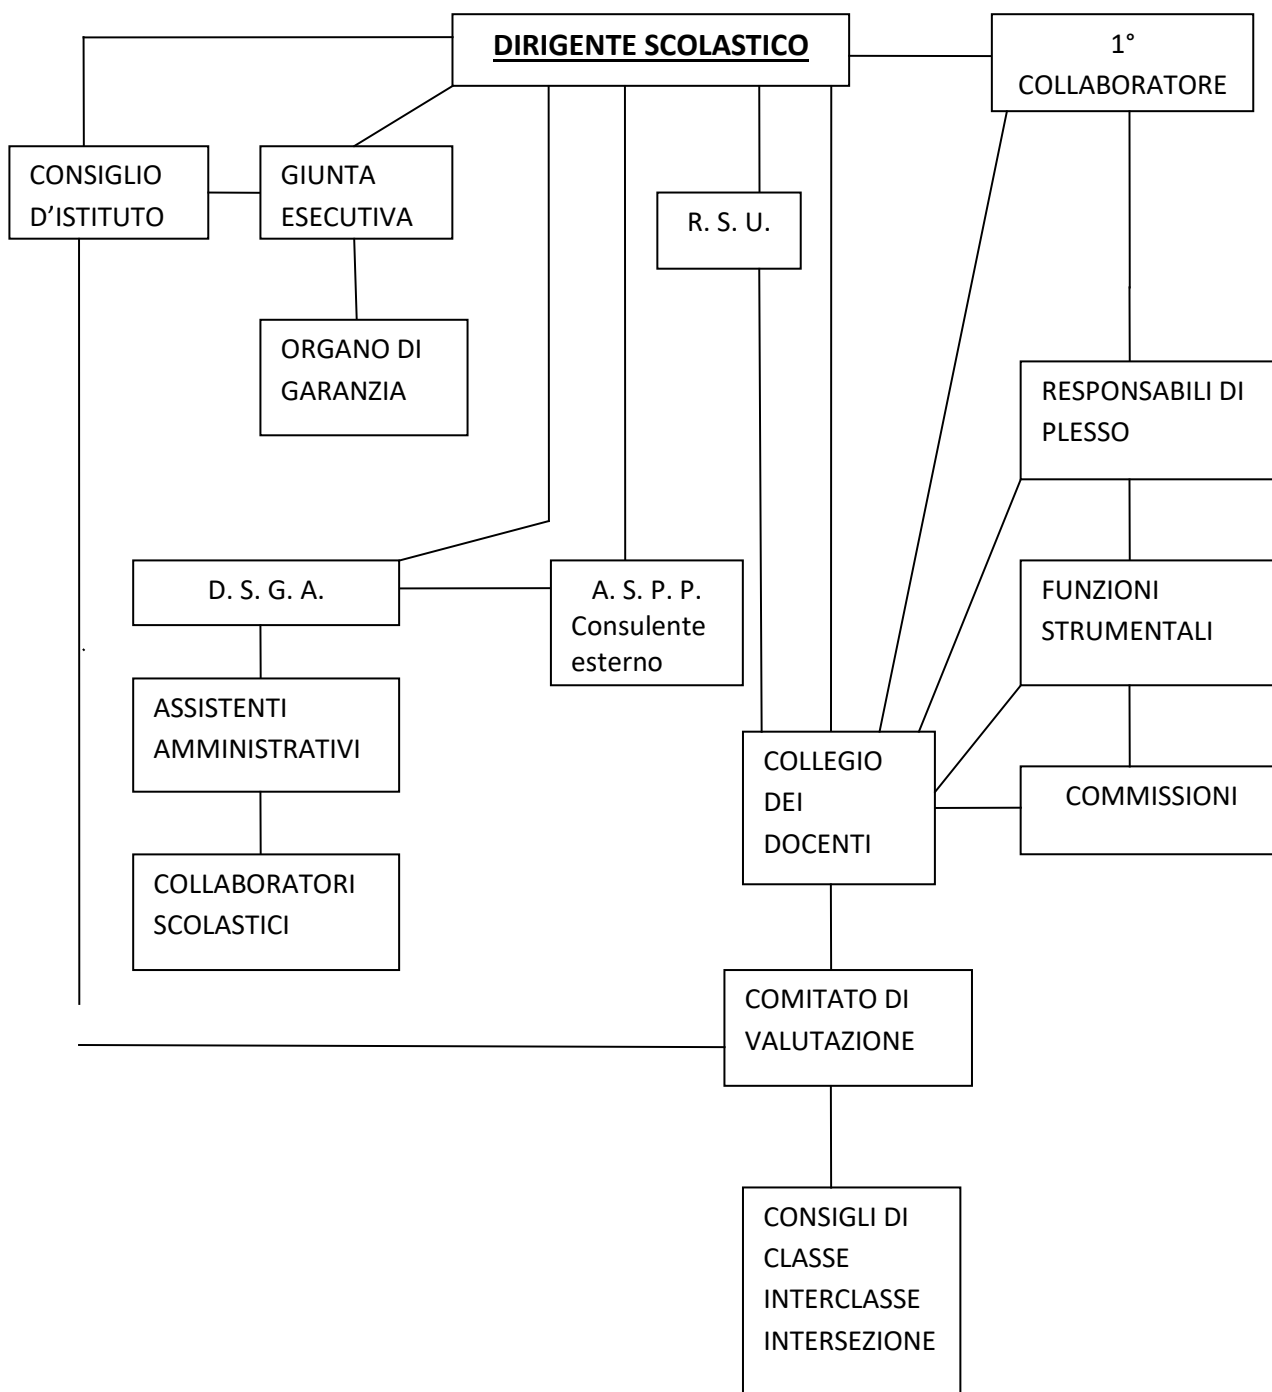 DIRIGENTE SCOLASTICO
1°
COLLABORATORE
CONSIGLIO
D’ISTITUTO
GIUNTA
ESECUTIVA
R. S. U.
ORGANO DI
GARANZIA
RESPONSABILI DI
PLESSO
D. S. G. A.
A. S. P. P.
Consulente
esterno
FUNZIONI
STRUMENTALI
ASSISTENTI
AMMINISTRATIVI
COLLEGIO
DEI
DOCENTI
COMMISSIONI
COLLABORATORI
SCOLASTICI
COMITATO DI
VALUTAZIONE
CONSIGLI DI
CLASSE
INTERCLASSE
INTERSEZIONE